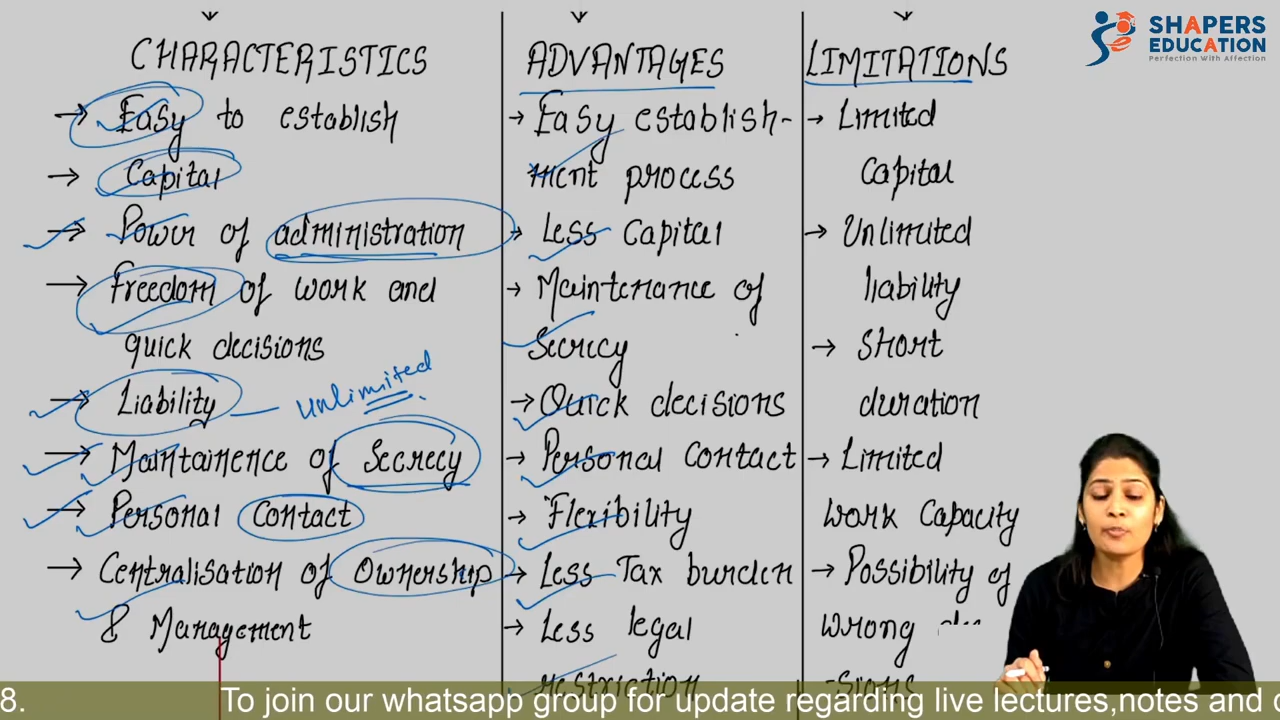 SHAPERS
EDUCATION
Perfection With Affection
CHARACTERISTICS
→ Easy to establish
→ Capital
→ Power of administration
→ Freedom of work and
quick decisions
→ Liability — unlimited.
→ Maintainence of Secrecy
→ Personal Contact
→ Centralisation of Ownership
& Management
ADVANTAGES
→ Easy establish-
ment process
→ Less Capital
→ Maintenance of
Secrecy
→ Quick decisions
→ Personal Contact
→ Flexibility
→ Less Tax burden
→ Less legal
restriction
LIMITATIONS
→ Limited
Capital
→ Unlimited
liability
→ Short
duration
→ Limited
Work Capacity
→ Possibility of
wrong
-sions
8. To join our whatsapp group for update regarding live lectures,notes and